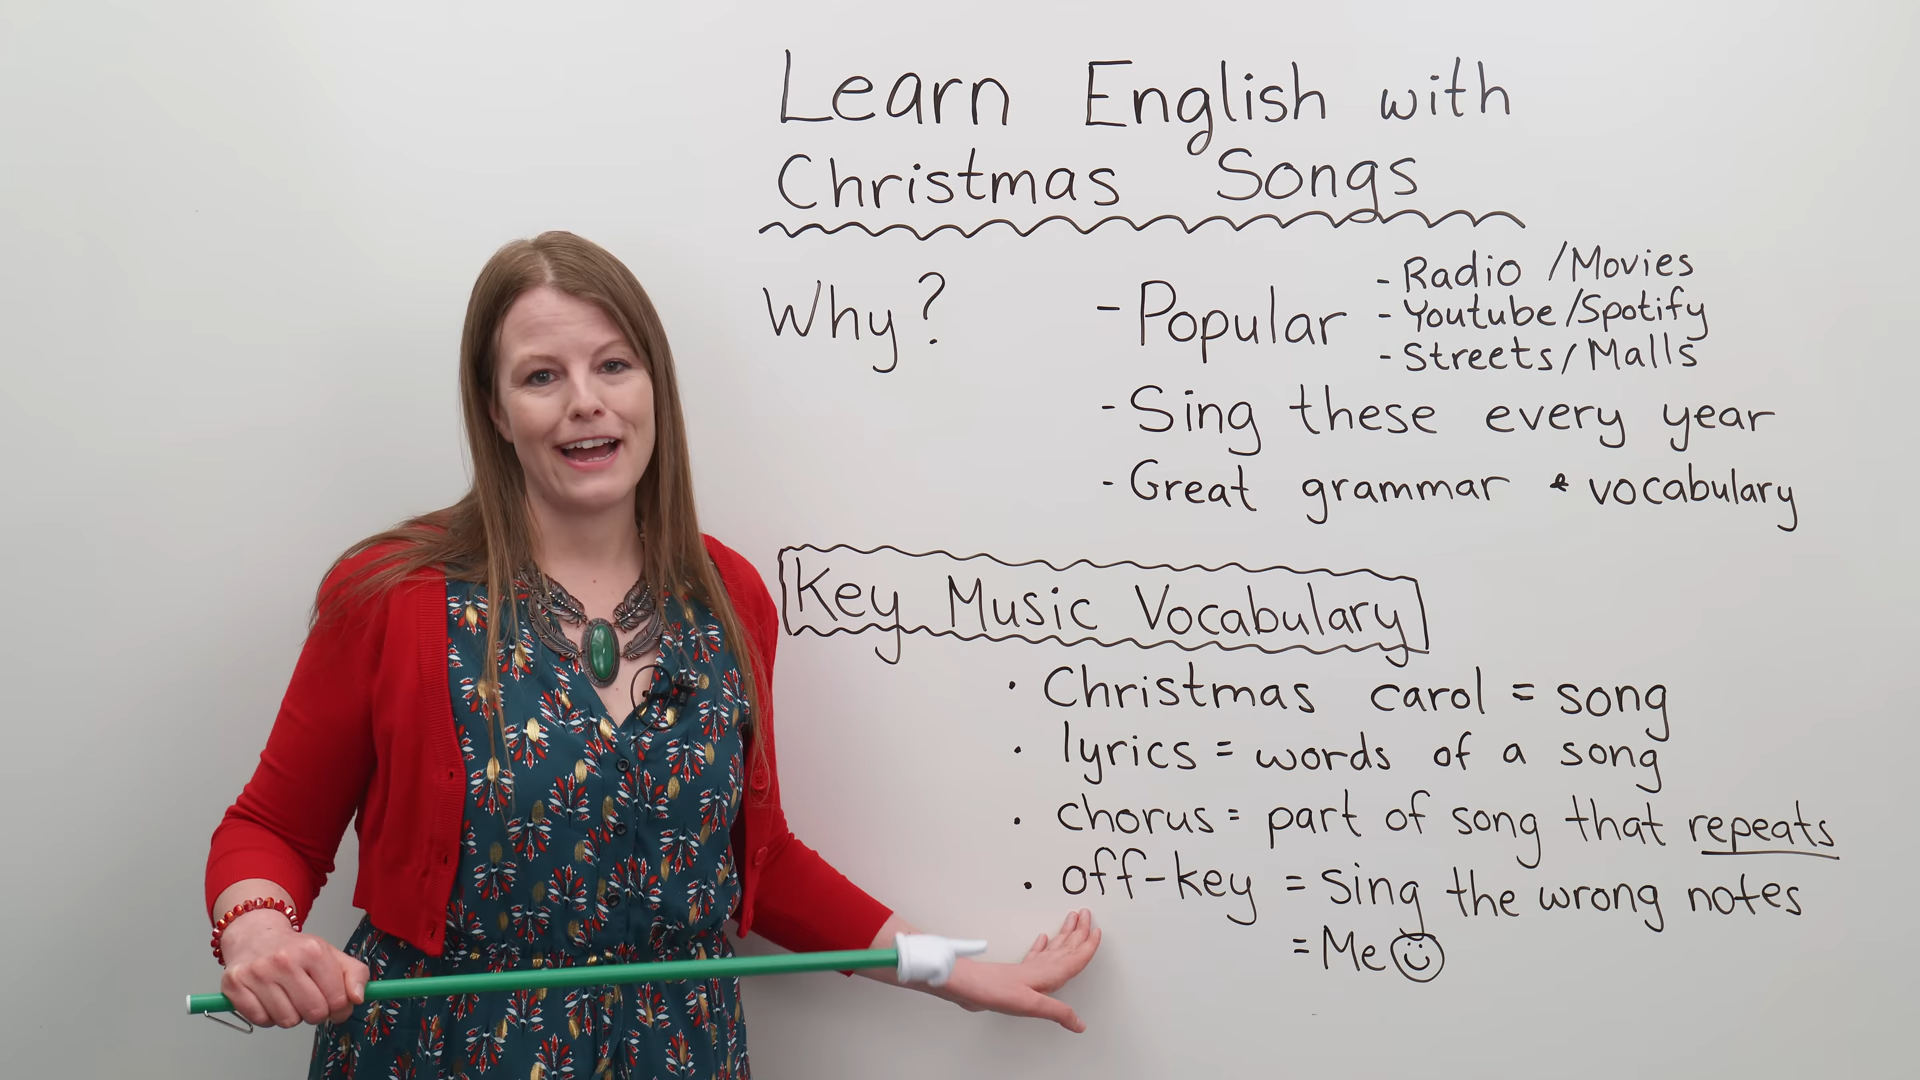 Learn English with
Christmas Songs
Why? - Popular - Radio / Movies
- Youtube/Spotify
- Streets/Malls
- Sing these every year
- Great grammar & vocabulary
Key Music Vocabulary
• Christmas carol = song
• lyrics = words of a song
• chorus = part of song that repeats
• off-key = sing the wrong notes
= Me ☺